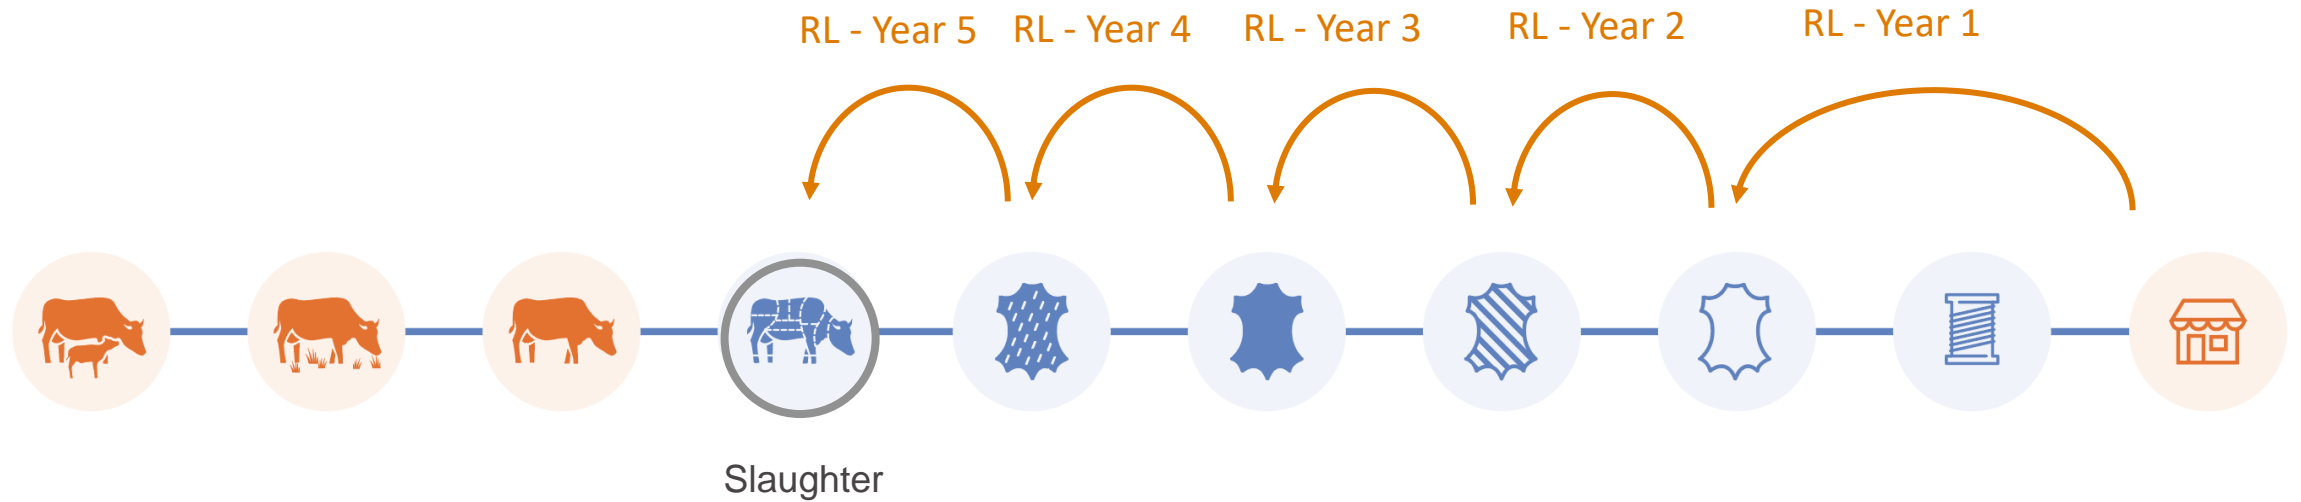 RL - Year 5
RL - Year 4
RL - Year 3
RL - Year 2
RL - Year 1
Slaughter